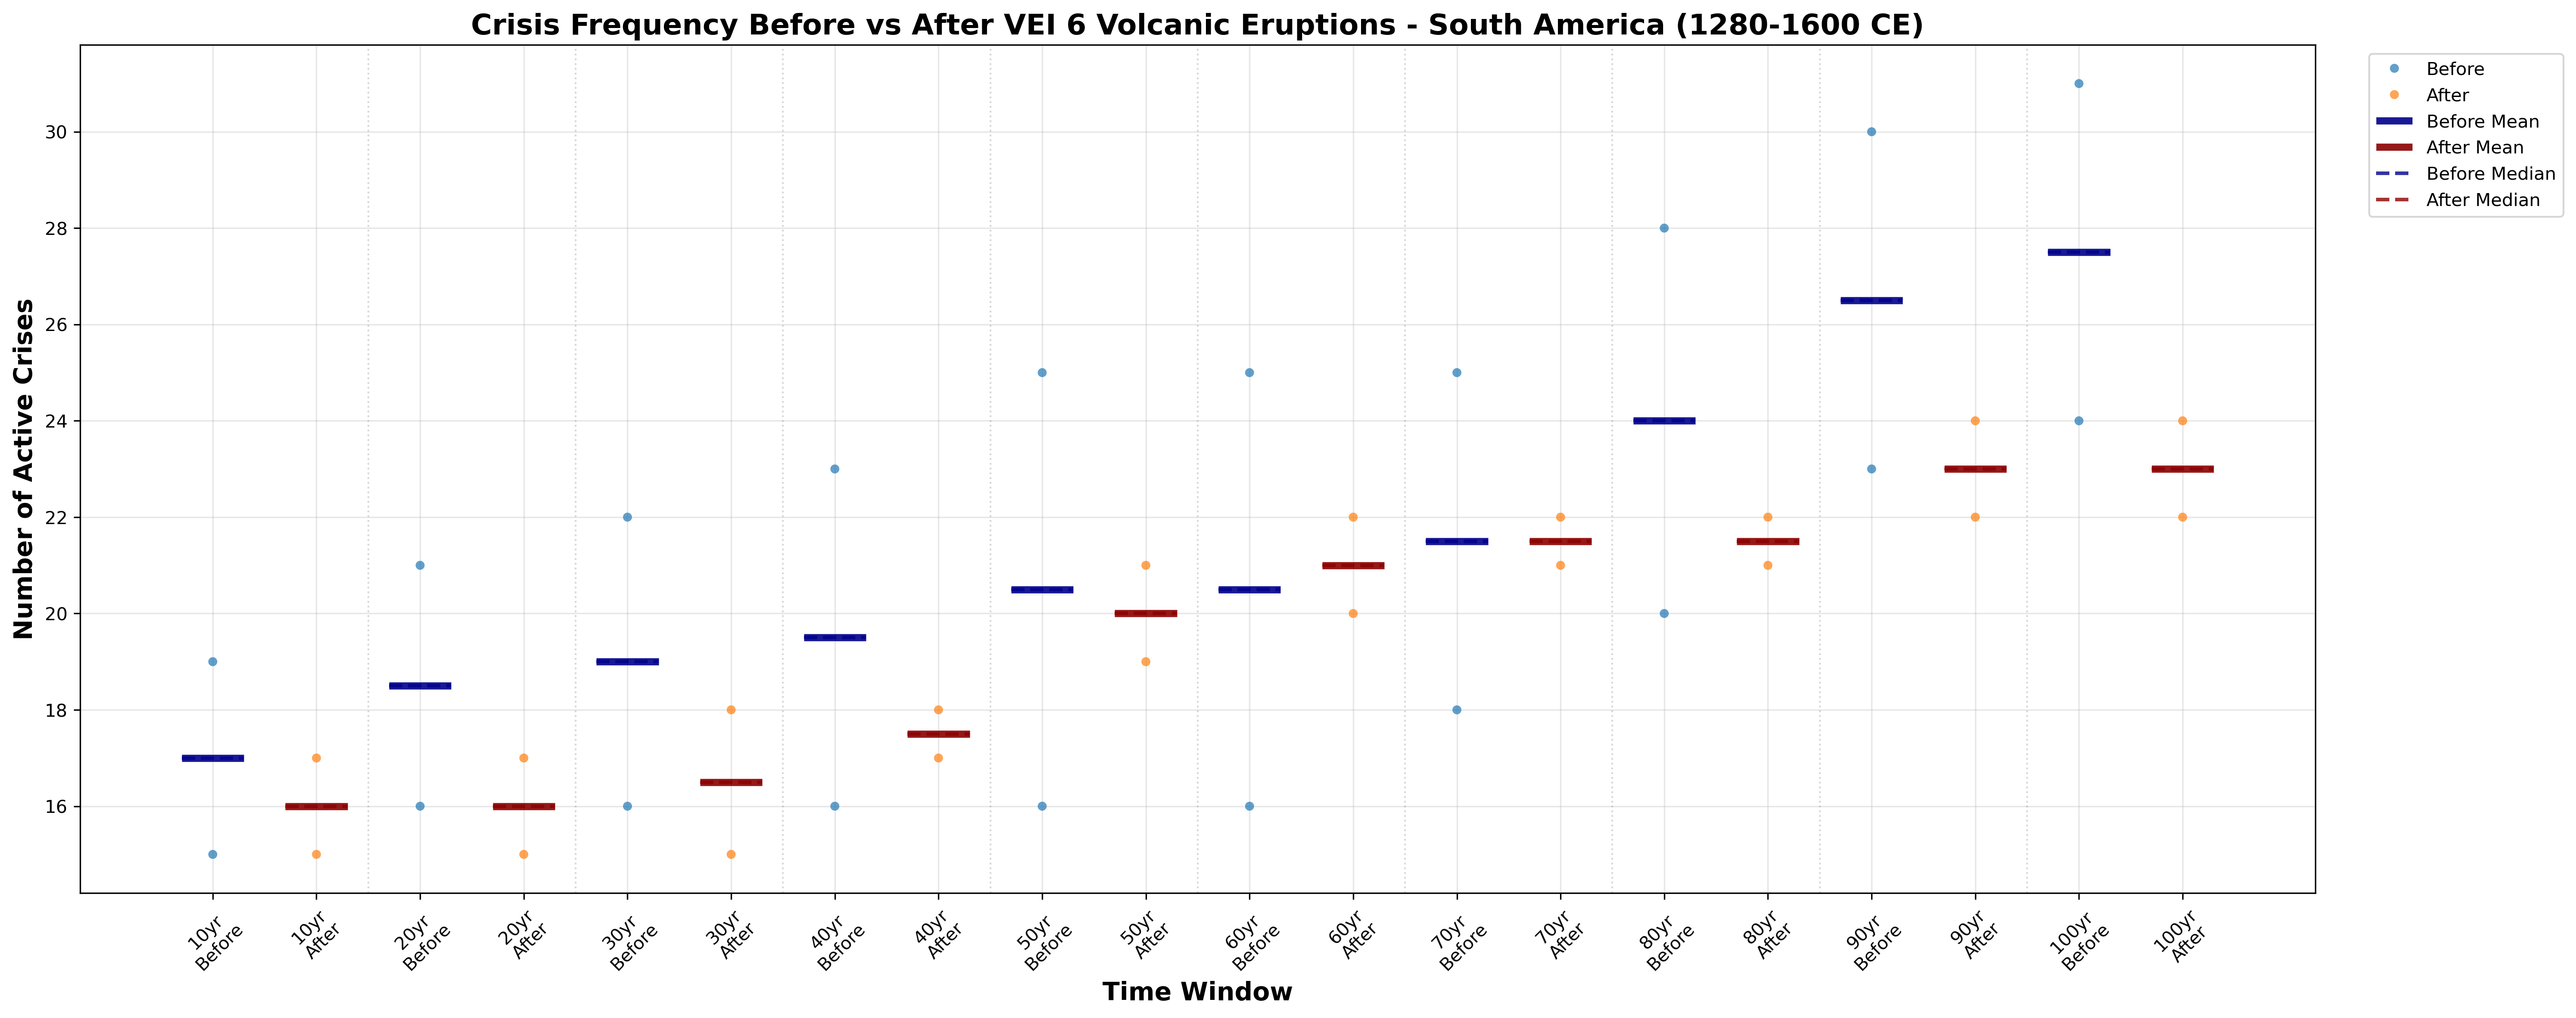 Crisis Frequency Before vs After VEI 6 Volcanic Eruptions - South America (1280-1600 CE)
Before
After
Before Mean
After Mean
Before Median
After Median
Number of Active Crises
30
28
26
24
22
20
18
16
10yr
Before
10yr
After
20yr
Before
20yr
After
30yr
Before
30yr
After
40yr
Before
40yr
After
50yr
Before
50yr
After
60yr
Before
60yr
After
70yr
Before
70yr
After
80yr
Before
80yr
After
90yr
Before
90yr
After
100yr
Before
100yr
After
Time Window